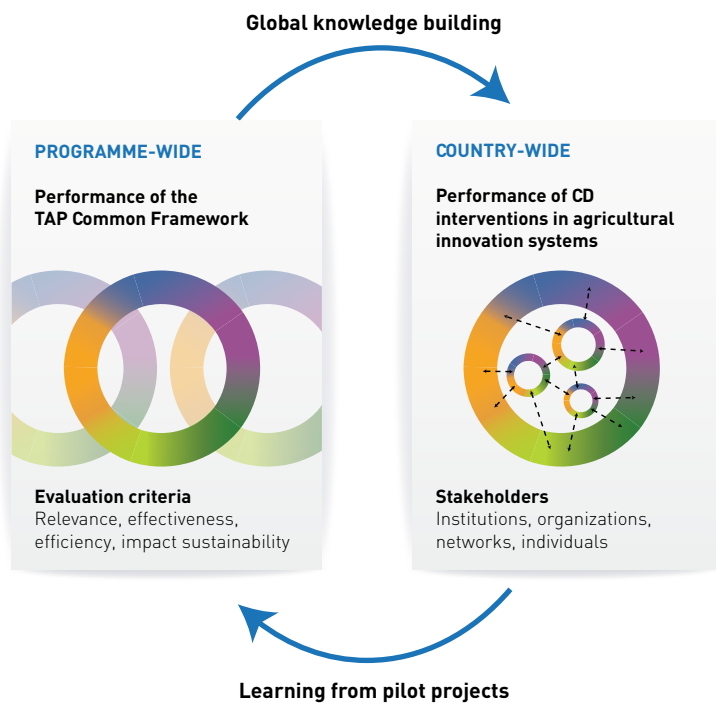 Global knowledge building
PROGRAMME-WIDE
Performance of the
TAP Common Framework
Evaluation criteria
Relevance, effectiveness,
efficiency, impact sustainability
COUNTRY-WIDE
Performance of CD
interventions in agricultural
innovation systems
Stakeholders
Institutions, organizations,
networks, individuals
Learning from pilot projects